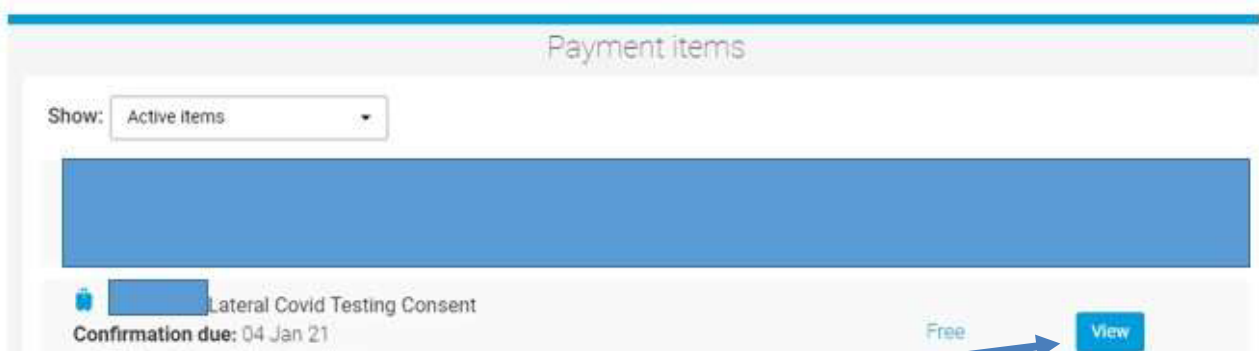 Payment items
Show: Active items
Lateral Covid Testing Consent
Confirmation due: 04 Jan 21
Free
View